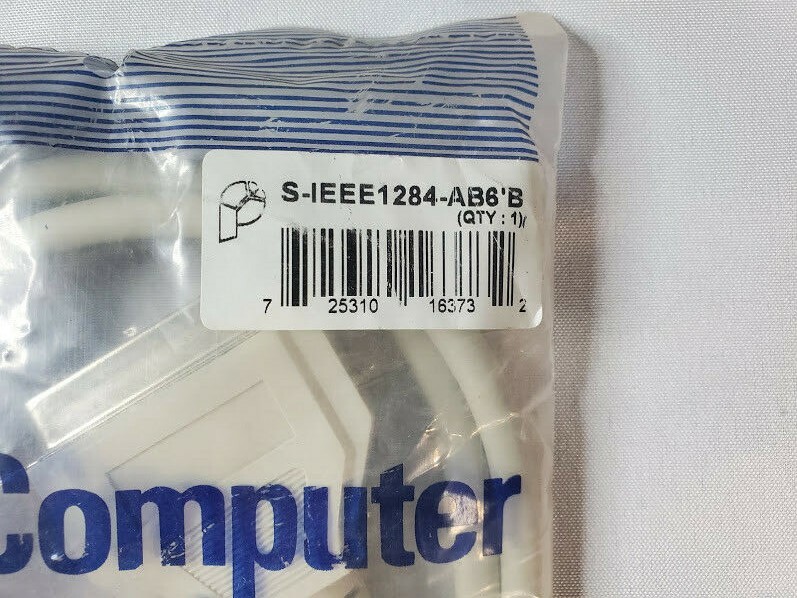 S-IEEE1284-AB6'B
(QTY : 1)
7 25310 16373 2
Computer